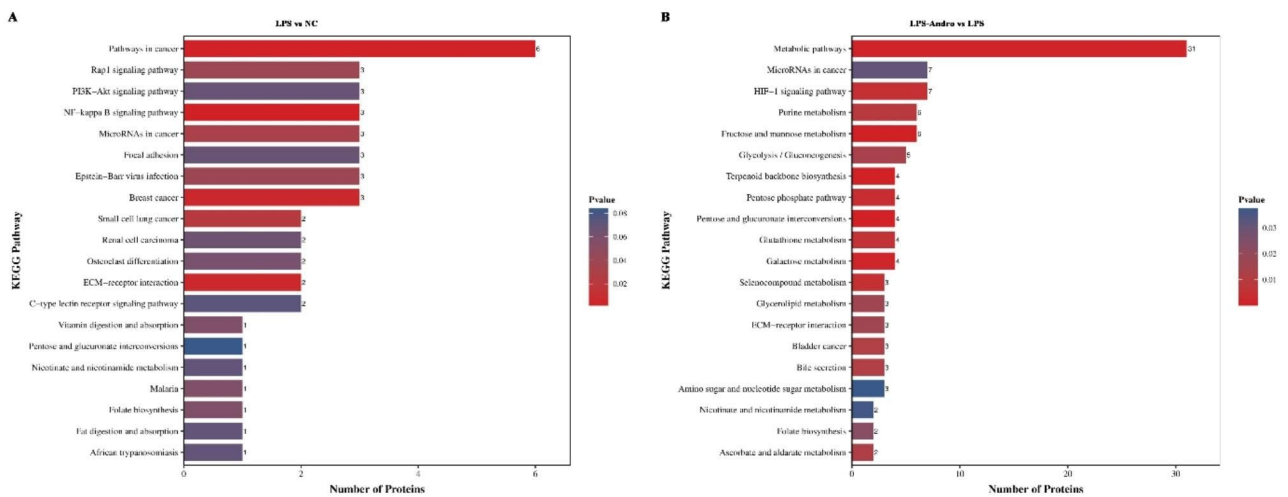 A
LPS vs NC
KEGG Pathway
Pathways in cancer 6
Rap1 signaling pathway 3
PI3K-Akt signaling pathway 3
NF-kappa B signaling pathway 3
MicroRNAs in cancer 3
Focal adhesion 3
Epstein-Barr virus infection 3
Breast cancer 3
Small cell lung cancer 2
Renal cell carcinoma 2
Osteoclast differentiation 2
ECM-receptor interaction 2
C-type lectin receptor signaling pathway 2
Vitamin digestion and absorption 1
Pentose and glucuronate interconversions 1
Nicotinate and nicotinamide metabolism 1
Malaria 1
Folate biosynthesis 1
Fat digestion and absorption 1
African trypanosomiasis 1
0 2 4 6
Number of Proteins
Pvalue
0.08
0.06
0.04
0.02
B
LPS-Andro vs LPS
KEGG Pathway
Metabolic pathways 31
MicroRNAs in cancer 7
HIF-1 signaling pathway 7
Purine metabolism 6
Fructose and mannose metabolism 6
Glycolysis / Gluconeogenesis 5
Terpenoid backbone biosynthesis 4
Pentose phosphate pathway 4
Pentose and glucuronate interconversions 4
Glutathione metabolism 4
Galactose metabolism 4
Selenocompound metabolism 3
Glycerolipid metabolism 3
ECM-receptor interaction 3
Bladder cancer 3
Bile secretion 3
Amino sugar and nucleotide sugar metabolism 3
Nicotinate and nicotinamide metabolism 2
Folate biosynthesis 2
Ascorbate and aldarate metabolism 2
0 10 20 30
Number of Proteins
Pvalue
0.03
0.02
0.01
0.00